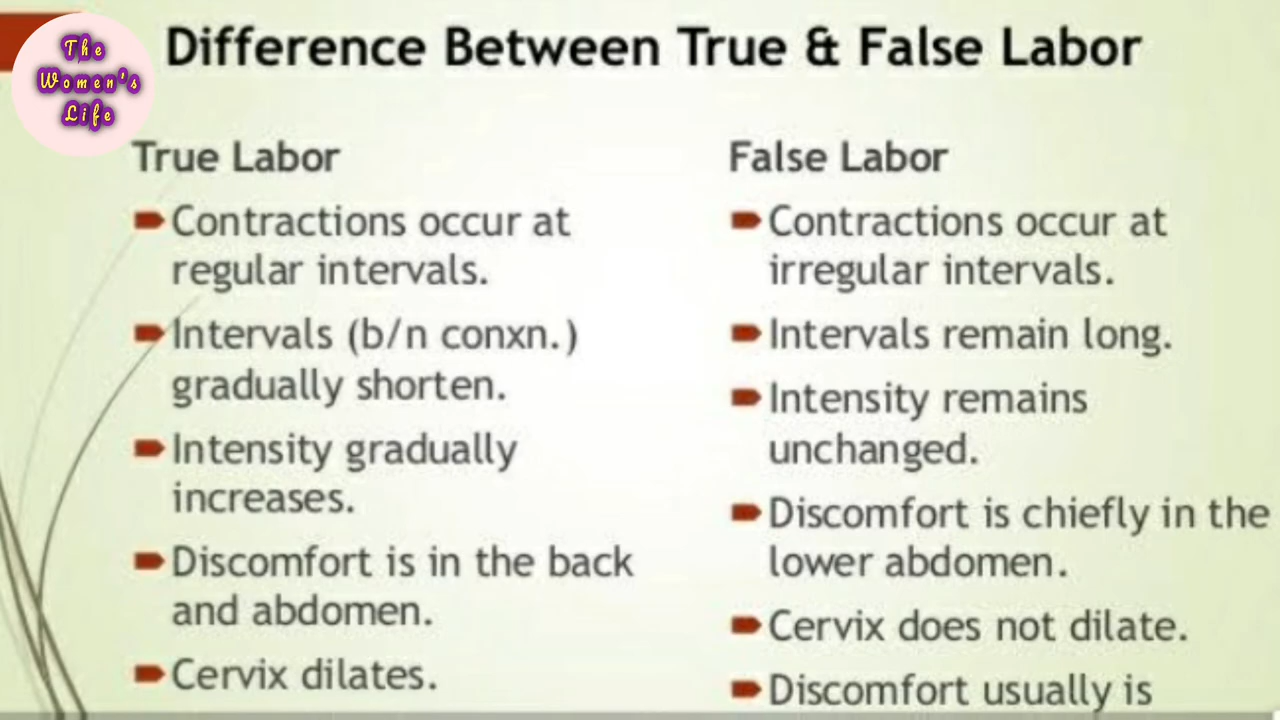 The
Women's
Life
Difference Between True & False Labor
True Labor
Contractions occur at
regular intervals.
Intervals (b/n conxn.)
gradually shorten.
Intensity gradually
increases.
Discomfort is in the back
and abdomen.
Cervix dilates.
False Labor
Contractions occur at
irregular intervals.
Intervals remain long.
Intensity remains
unchanged.
Discomfort is chiefly in the
lower abdomen.
Cervix does not dilate.
Discomfort usually is